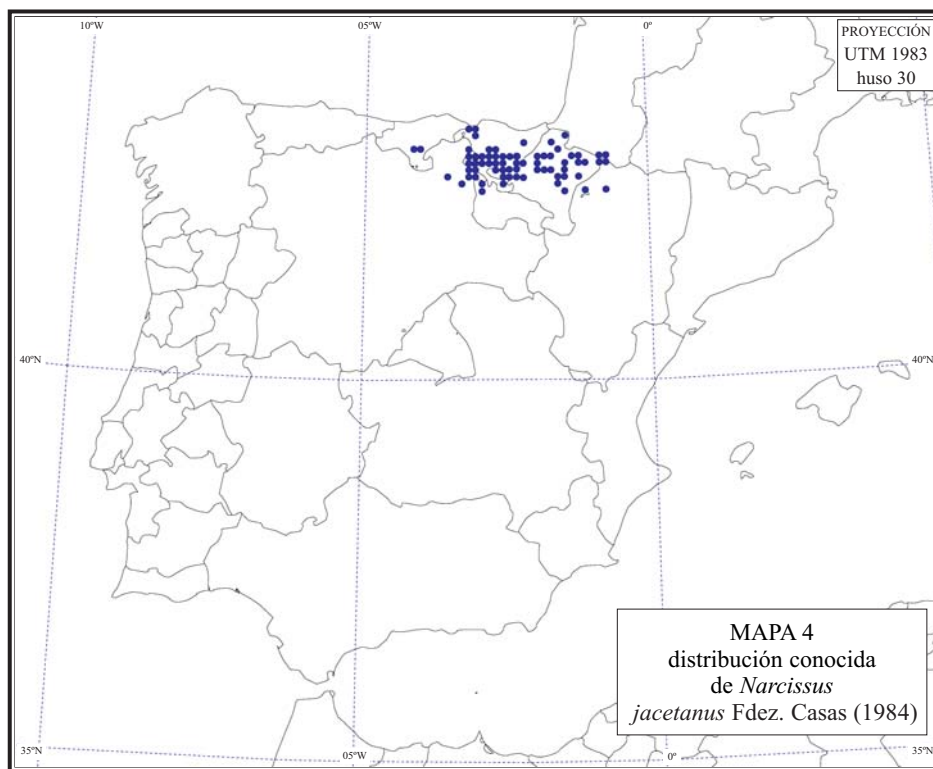 10ºW
05ºW
0º
PROYECCIÓN
UTM 1983
huso 30
40ºN
40ºN
MAPA 4
distribución conocida
de Narcissus
jacetanus Fdez. Casas (1984)
35ºN
05ºW
0º
35ºN